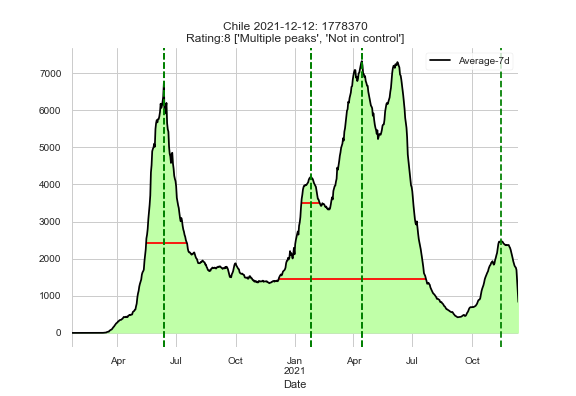 Chile 2021-12-12: 1778370
Rating:8 ['Multiple peaks', 'Not in control']
Average-7d
7000
6000
5000
4000
3000
2000
1000
0
Apr Jul Oct Jan Apr Jul Oct
2021
Date